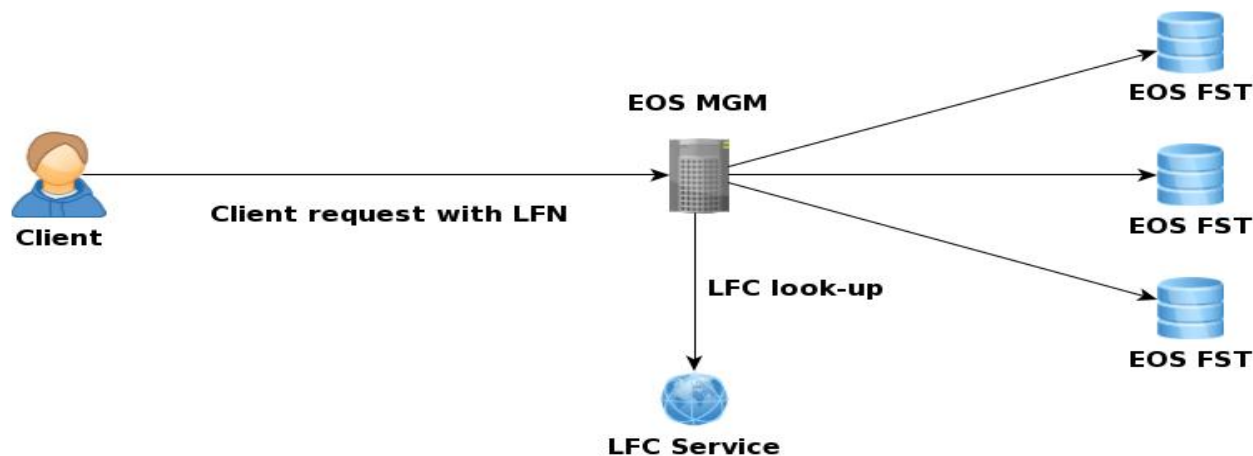 EOS MGM
EOS FST
Client request with LFN
Client
EOS FST
LFC look-up
EOS FST
LFC Service